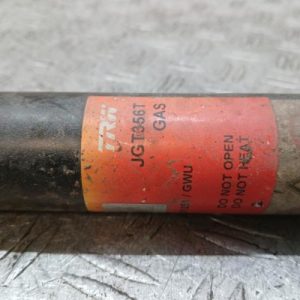 TRW
JGT356T
GAS
GWU
DO NOT OPEN
DO NOT HEAT